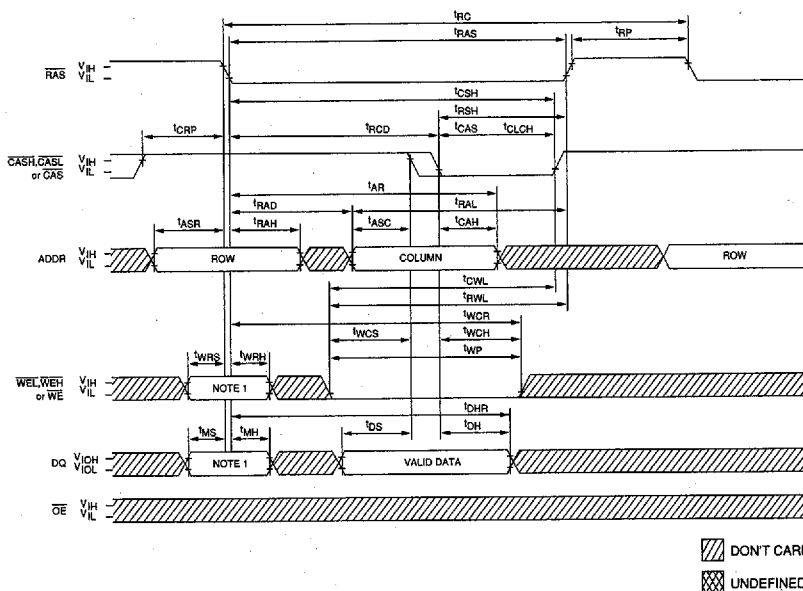 tRC
tRAS
tRP
RAS VIH
VIL
tCSH
tRSH
tCRP
tRCD
tCAS
tCLCH
CASH,CASL
or CAS
VIH
VIL
tAR
tRAD
tRAL
tASR
tRAH
tASC
tCAH
ADDR VIH
VIL
ROW
COLUMN
ROW
tCWL
tRWL
tWCR
tWCS
tWCH
tWRS
tWRH
tWP
WEL,WEH
or WE
VIH
VIL
NOTE 1
tDHR
tMS
tMH
tDS
tDH
DQ VIOH
VIOL
NOTE 1
VALID DATA
OE VIH
VIL
DON'T CARE
UNDEFINED